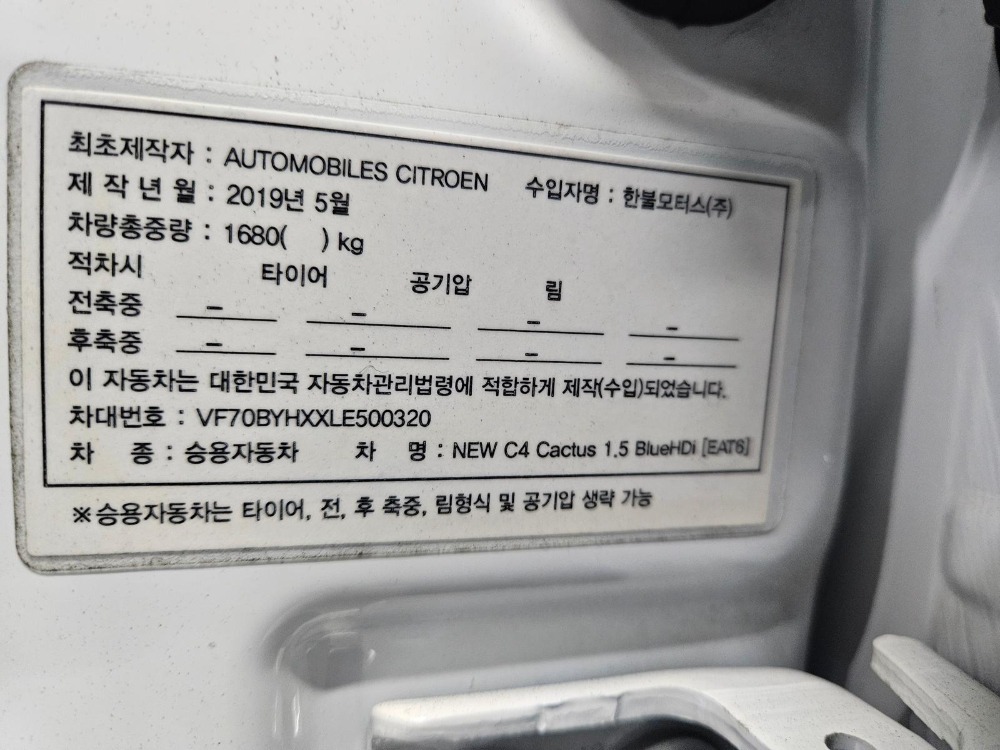 최초제작자 : AUTOMOBILES CITROEN 수입자명 : 한불모터스(주)
제 작 년 월 : 2019년 5월
차량총중량 : 1680( ) kg
적차시 타이어 공기압 림
전축중 - - - -
후축중 - - - -
이 자동차는 대한민국 자동차관리법령에 적합하게 제작(수입)되었습니다.
차대번호 : VF70BYHXXLE500320
차 종 : 승용자동차 차 명 : NEW C4 Cactus 1.5 BlueHDi [EAT6]
※승용자동차는 타이어, 전, 후 축중, 림형식 및 공기압 생략 가능